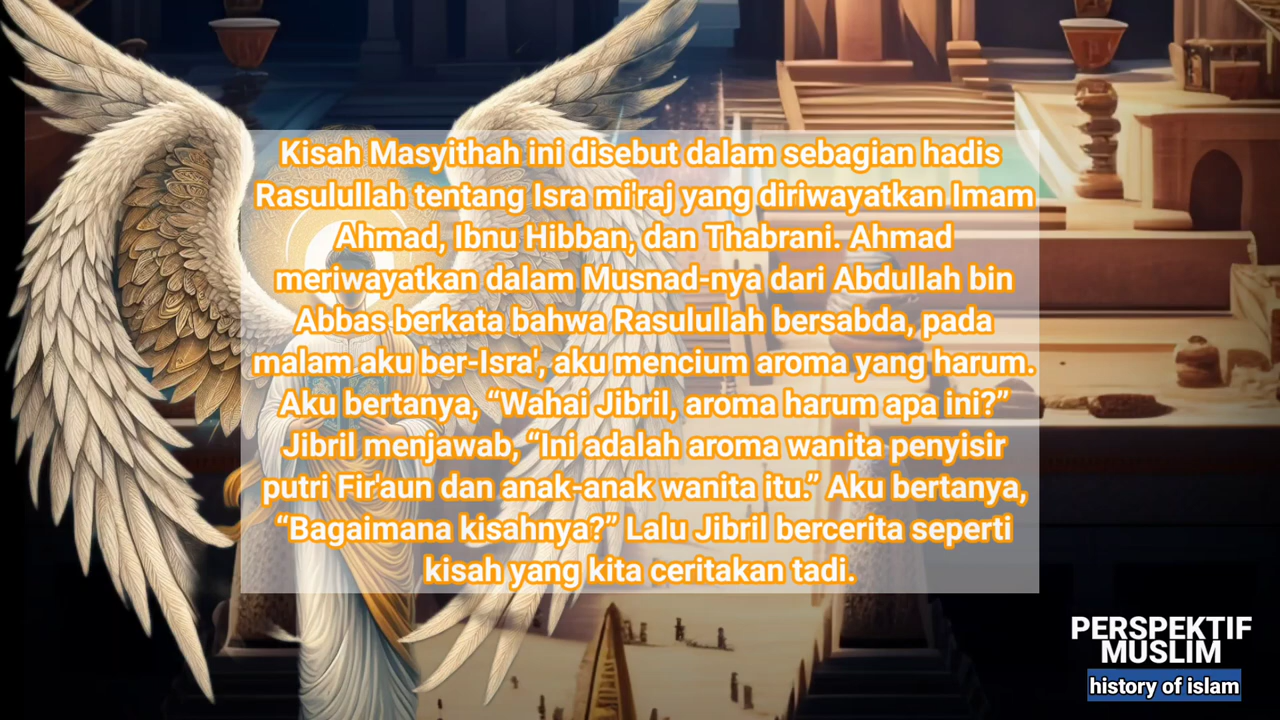 Kisah Masyithah ini disebut dalam sebagian hadis
Rasulullah tentang Isra mi'raj yang diriwayatkan Imam
Ahmad, Ibnu Hibban, dan Thabrani. Ahmad
meriwayatkan dalam Musnad-nya dari Abdullah bin
Abbas berkata bahwa Rasulullah bersabda, pada
malam aku ber-Isra', aku mencium aroma yang harum.
Aku bertanya, “Wahai Jibril, aroma harum apa ini?”
Jibril menjawab, “Ini adalah aroma wanita penyisir
putri Fir'aun dan anak-anak wanita itu.” Aku bertanya,
“Bagaimana kisahnya?” Lalu Jibril bercerita seperti
kisah yang kita ceritakan tadi.
PERSPEKTIF
MUSLIM
history of islam